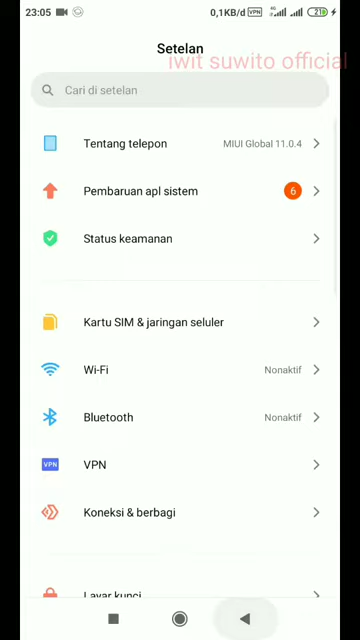 23:05 0,1KB/d VPN 4G 21
Setelan
iwit suwito official
Cari di setelan
Tentang telepon MIUI Global 11.0.4
Pembaruan apl sistem 6
Status keamanan
Kartu SIM & jaringan seluler
Wi-Fi Nonaktif
Bluetooth Nonaktif
VPN VPN
Koneksi & berbagi
Layar kunci